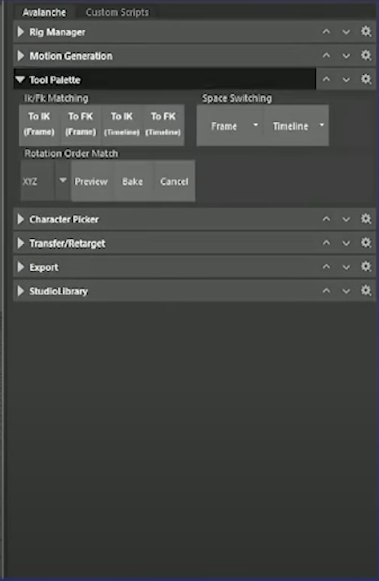 Avalanche Custom Scripts
Rig Manager
Motion Generation
Tool Palette
Ik/Fk Matching Space Switching
To IK To FK To IK To FK
(Frame) (Frame) (Timeline) (Timeline)
Frame Timeline
Rotation Order Match
XYZ Preview Bake Cancel
Character Picker
Transfer/Retarget
Export
StudioLibrary